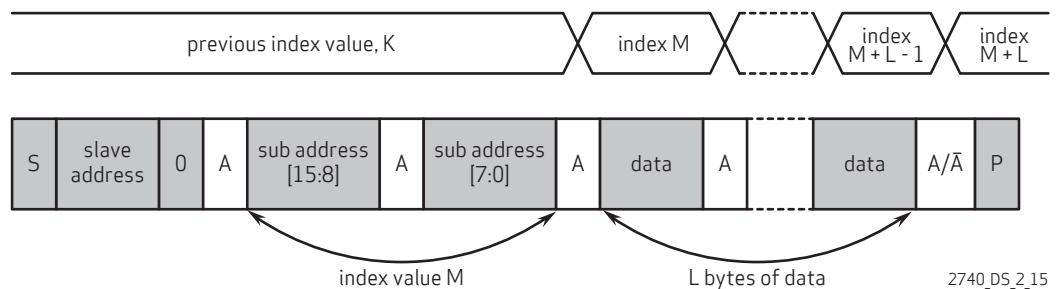 previous index value, K
index M
index
M + L - 1
index
M + L
S
slave
address
0
A
sub address
[15:8]
A
sub address
[7:0]
A
data
A
data
A/Ā
P
index value M
L bytes of data
2740_DS_2_15